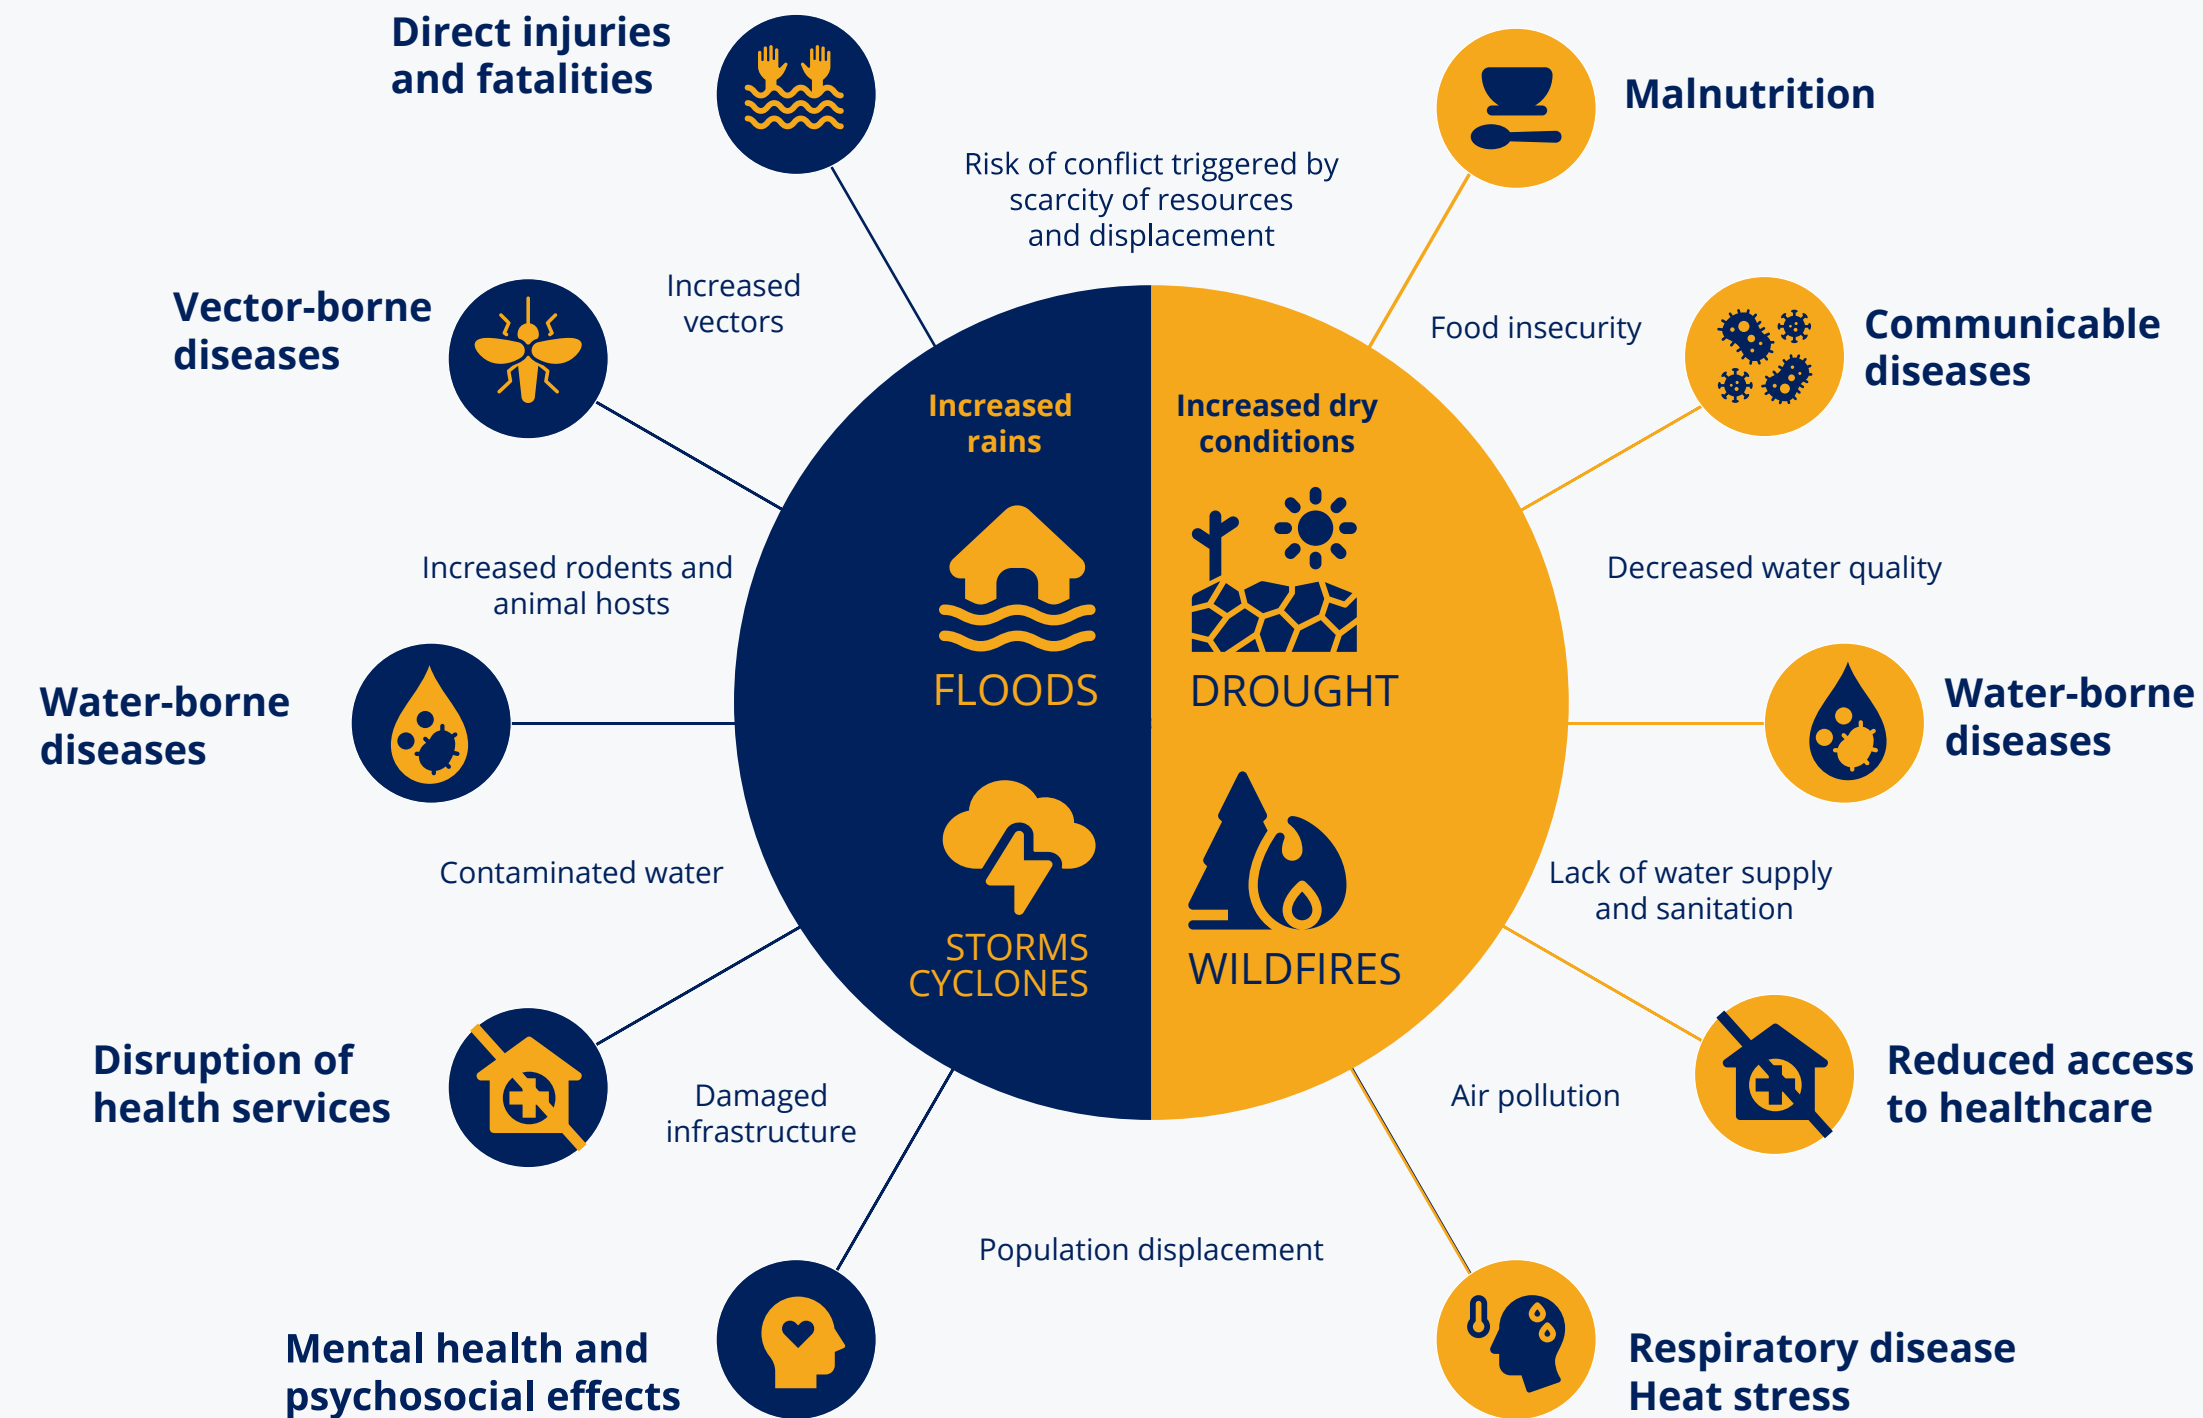 Direct injuries
and fatalities
Malnutrition
Risk of conflict triggered by
scarcity of resources
and displacement
Increased
vectors
Vector-borne
diseases
Food insecurity
Communicable
diseases
Increased
rains
Increased dry
conditions
Increased rodents and
animal hosts
Decreased water quality
FLOODS
DROUGHT
Water-borne
diseases
Water-borne
diseases
Contaminated water
Lack of water supply
and sanitation
STORMS
CYCLONES
WILDFIRES
Disruption of
health services
Damaged
infrastructure
Air pollution
Reduced access
to healthcare
Population displacement
Mental health and
psychosocial effects
Respiratory disease
Heat stress